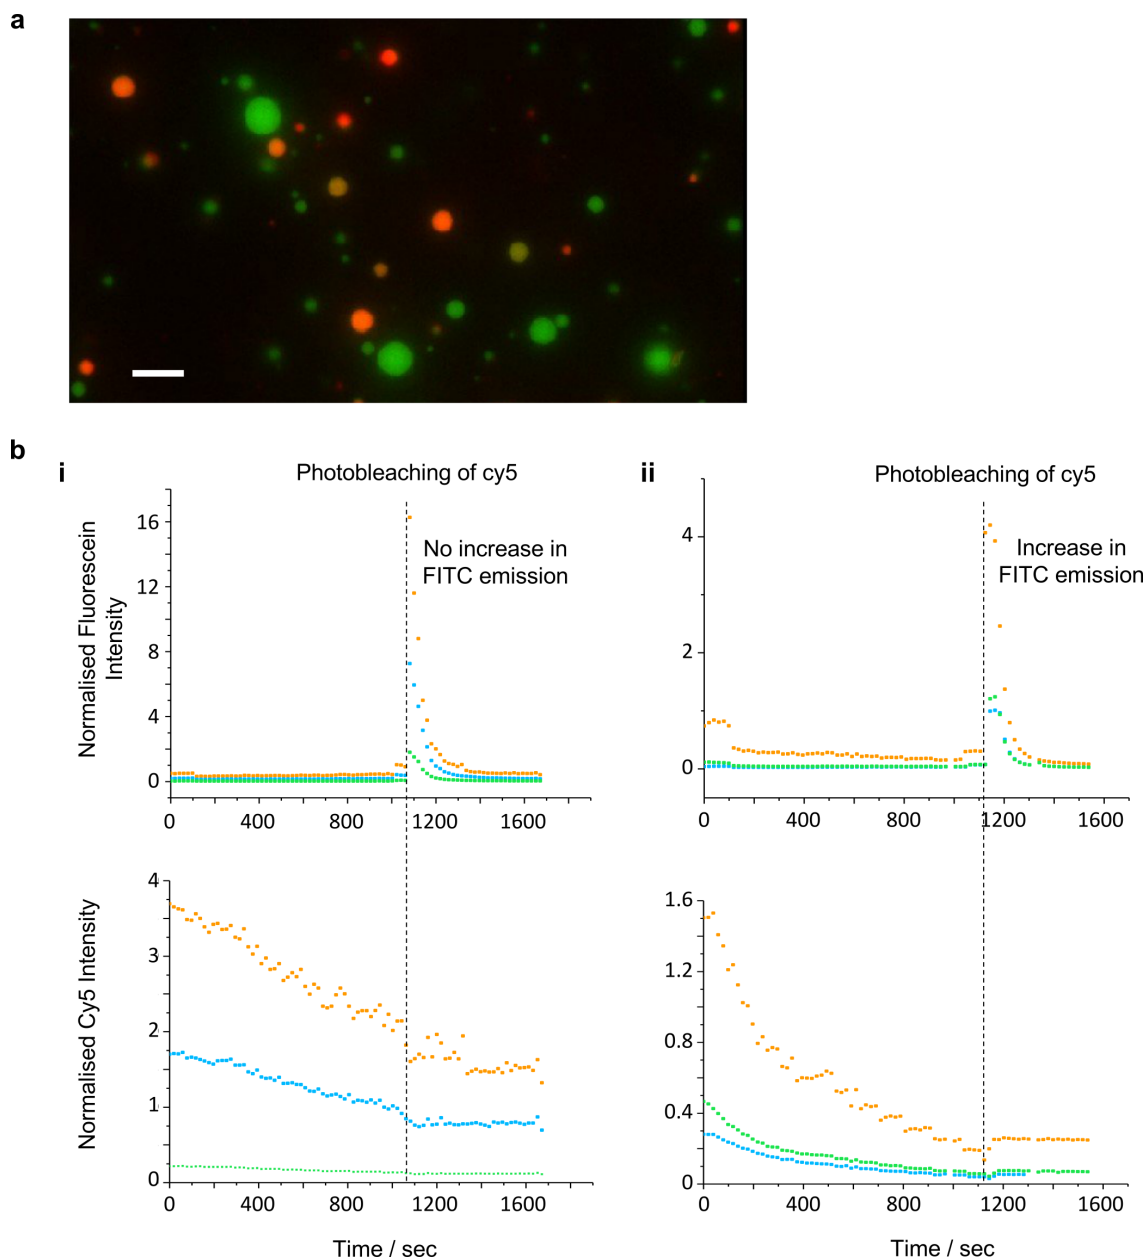 a
b
i
Photobleaching of cy5
ii
Photobleaching of cy5
Normalised Fluorescein
Intensity
16
12
8
4
0
No increase in
FITC emission
0 400 800 1200 1600
4
2
0
Increase in
FITC emission
0 400 800 1200 1600
Normalised Cy5 Intensity
4
3
2
1
0
0 400 800 1200 1600
Time / sec
1.6
1.2
0.8
0.4
0
0 400 800 1200 1600
Time / sec